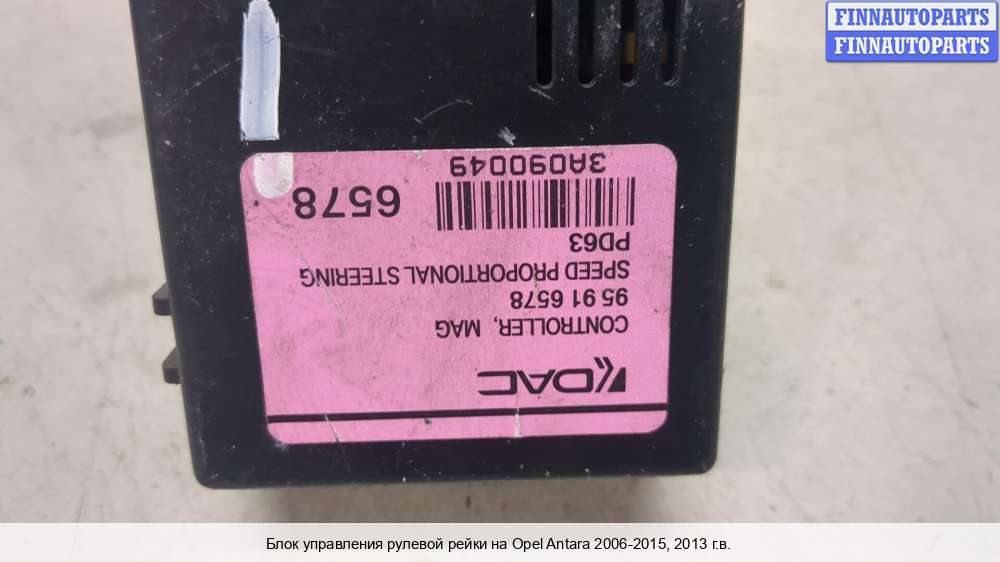 FINNAUTOPARTS
FINNAUTOPARTS
KDAC
CONTROLLER, MAG
95 91 6578
SPEED PROPORTIONAL STEERING
PD63
6578
3A090049
Блок управления рулевой рейки на Opel Antara 2006-2015, 2013 г.в.